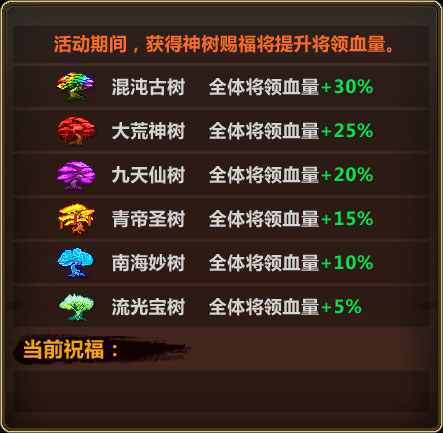 活动期间，获得神树赐福将提升将领血量。
混沌古树 全体将领血量+30%
大荒神树 全体将领血量+25%
九天仙树 全体将领血量+20%
青帝圣树 全体将领血量+15%
南海妙树 全体将领血量+10%
流光宝树 全体将领血量+5%
当前祝福：